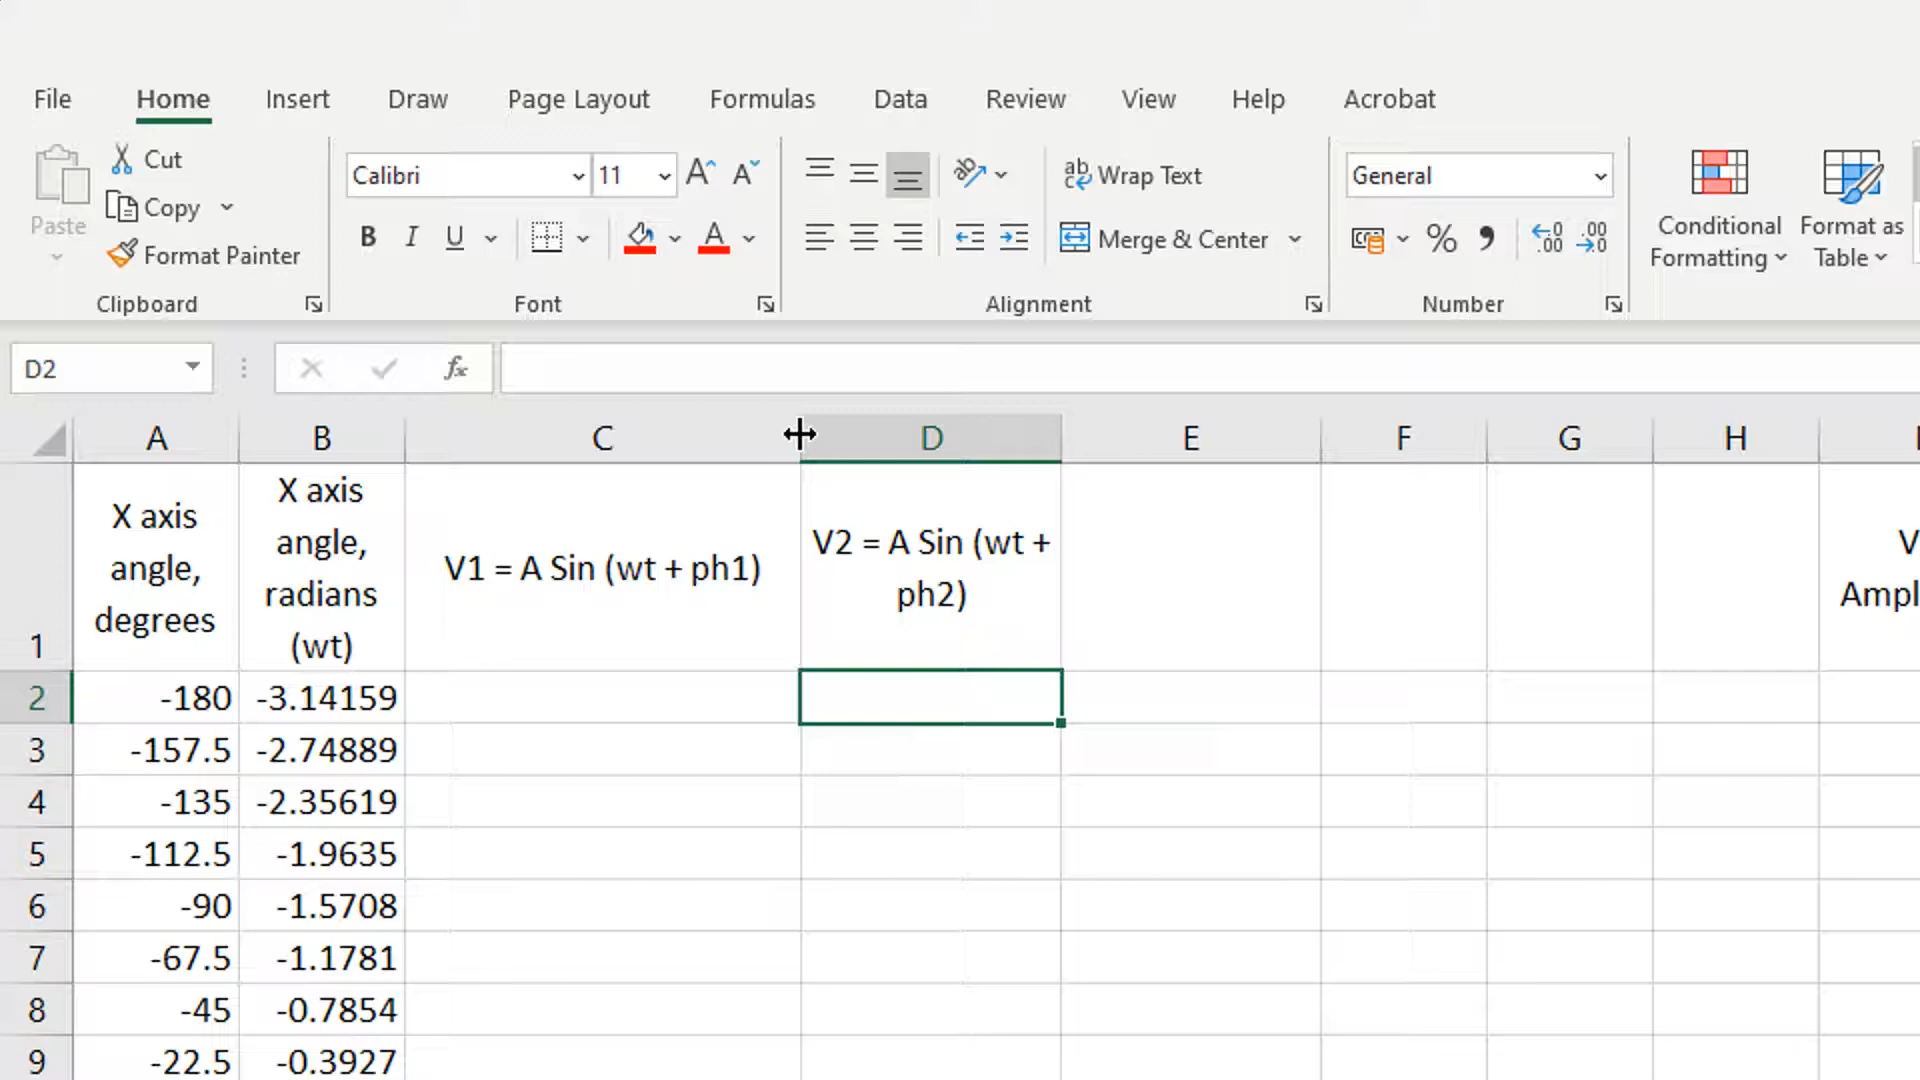 File Home Insert Draw Page Layout Formulas Data Review View Help Acrobat
Paste
Cut
Copy
Format Painter
Clipboard
Calibri 11
B I U
Font
ab Wrap Text
Merge & Center
Alignment
General
% , .00 .00
Number
Conditional
Formatting
Format as
Table
D2 fx
A B C D E F G H
1
X axis
angle,
degrees
X axis
angle,
radians
(wt)
V1 = A Sin (wt + ph1)
V2 = A Sin (wt +
ph2)
V
Ampl
2 -180 -3.14159
3 -157.5 -2.74889
4 -135 -2.35619
5 -112.5 -1.9635
6 -90 -1.5708
7 -67.5 -1.1781
8 -45 -0.7854
9 -22.5 -0.3927